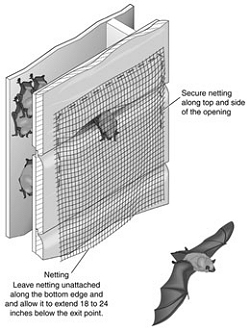 Secure netting
along top and side
of the opening
Netting
Leave netting unattached
along the bottom edge and
and allow it to extend 18 to 24
inches below the exit point.